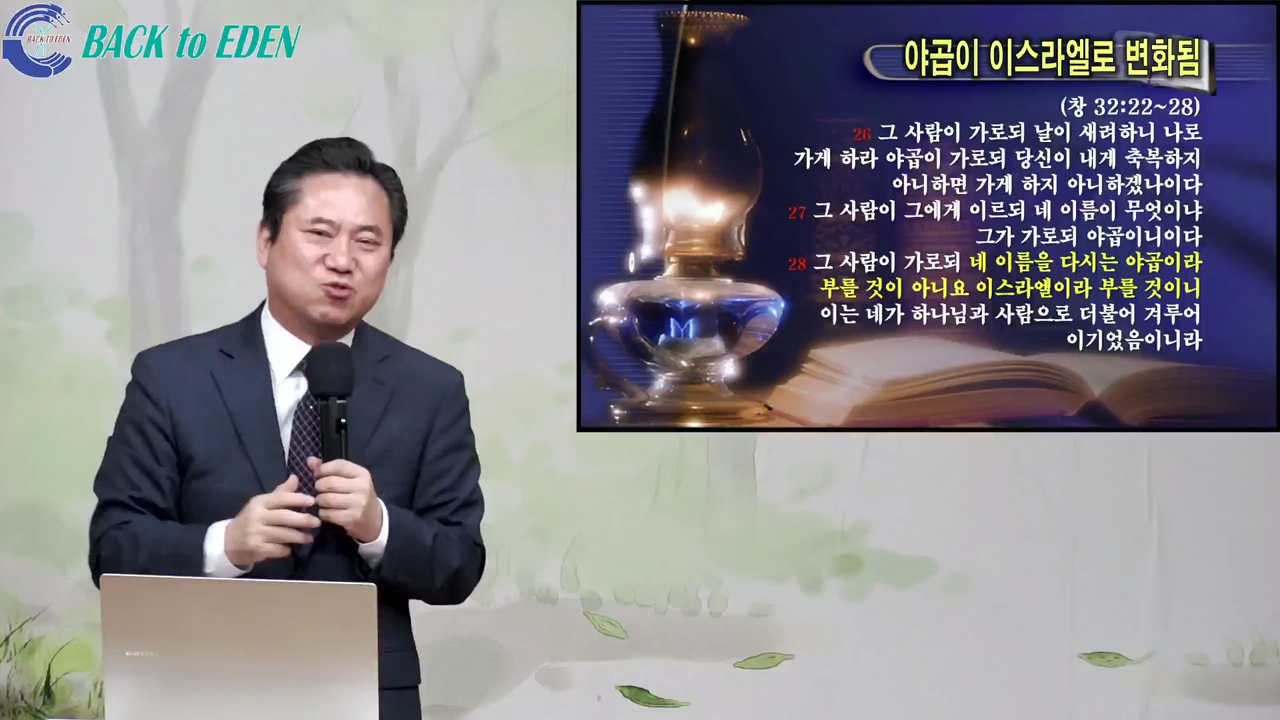 BACK TO EDEN
BACK to EDEN
야곱이 이스라엘로 변화됨
(창 32:22~28)
26 그 사람이 가로되 날이 새려하니 나로
가게 하라 야곱이 가로되 당신이 내게 축복하지
아니하면 가게 하지 아니하겠나이다
27 그 사람이 그에게 이르되 네 이름이 무엇이냐
그가 가로되 야곱이니이다
28 그 사람이 가로되 네 이름을 다시는 야곱이라
부를 것이 아니요 이스라엘이라 부를 것이니
이는 네가 하나님과 사람으로 더불어 겨루어
이기었음이니라